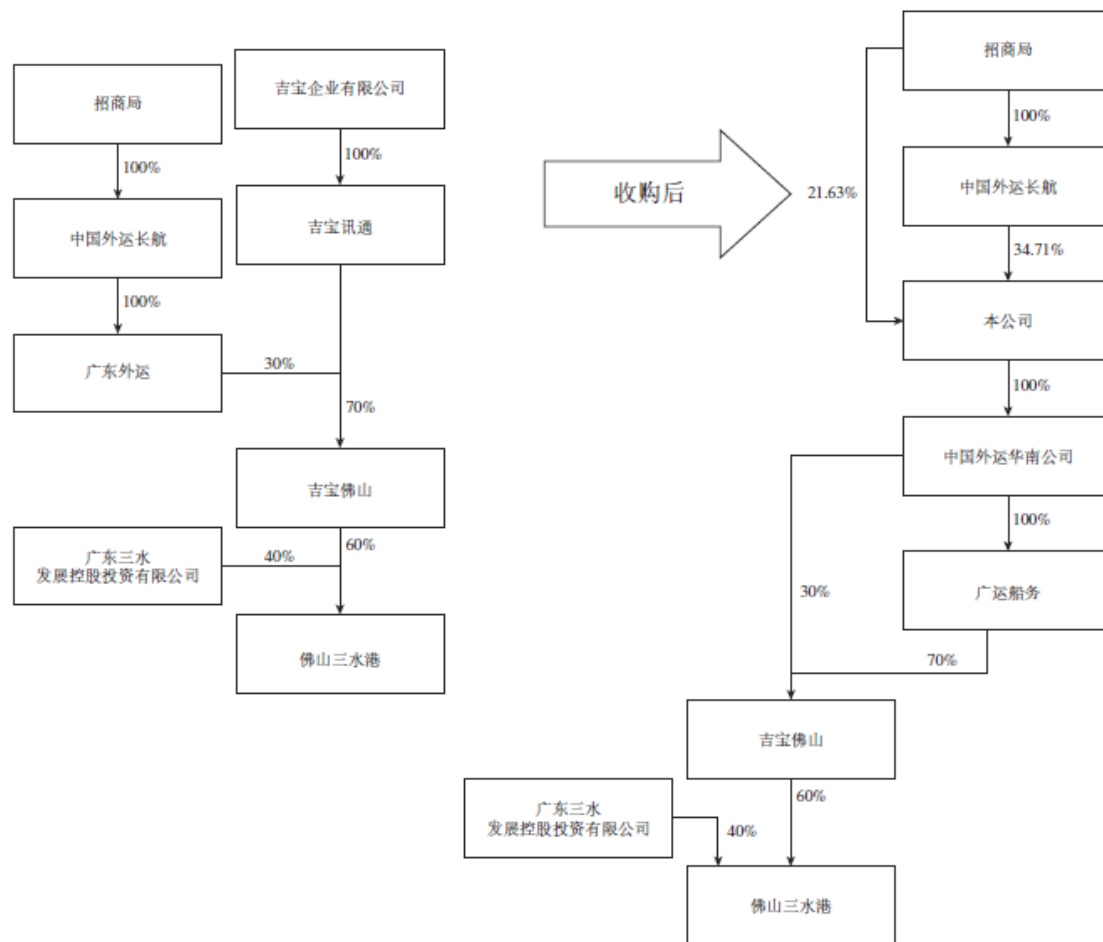 招商局
吉宝企业有限公司
100%
100%
中国外运长航
吉宝讯通
100%
广东外运
30%
70%
吉宝佛山
广东三水
发展控股投资有限公司
40%
60%
佛山三水港
收购后
招商局
100%
21.63%
中国外运长航
34.71%
本公司
100%
中国外运华南公司
100%
30%
广运船务
70%
吉宝佛山
60%
广东三水
发展控股投资有限公司
40%
佛山三水港